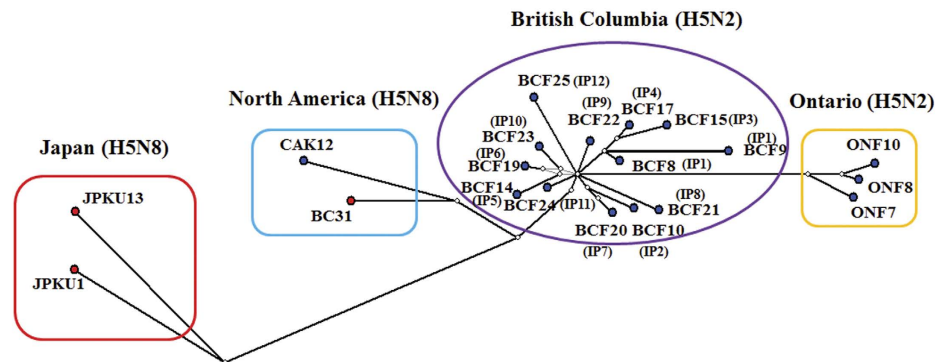 British Columbia (H5N2)
North America (H5N8)
Ontario (H5N2)
Japan (H5N8)
BCF25 (IP12)
(IP4)
(IP9) BCF17
BCF22
BCF15 (IP3)
(IP10)
BCF23
(IP6)
BCF19
(IP1)
BCF9
BCF8 (IP1)
BCF14
(IP5) BCF24 (IP11)
(IP8)
BCF21
BCF20 BCF10
(IP7) (IP2)
CAK12
BC31
ONF10
ONF8
ONF7
JPKU13
JPKU1